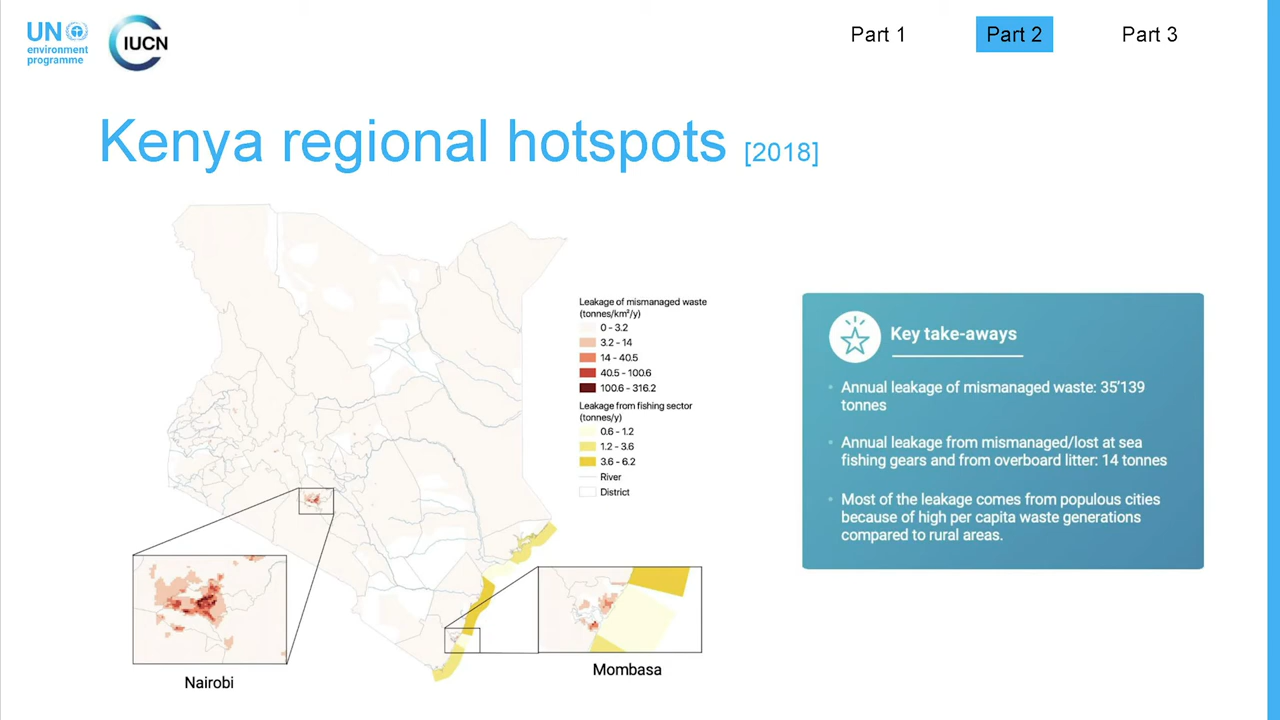 UN
environment
programme
IUCN
Part 1
Part 2
Part 3
Kenya regional hotspots [2018]
Leakage of mismanaged waste
(tonnes/km²/y)
0 - 3.2
3.2 - 14
14 - 40.5
40.5 - 100.6
100.6 - 316.2
Leakage from fishing sector
(tonnes/y)
0.6 - 1.2
1.2 - 3.6
3.6 - 6.2
River
District
Nairobi
Mombasa
Key take-aways
• Annual leakage of mismanaged waste: 35'139
tonnes
• Annual leakage from mismanaged/lost at sea
fishing gears and from overboard litter: 14 tonnes
• Most of the leakage comes from populous cities
because of high per capita waste generations
compared to rural areas.